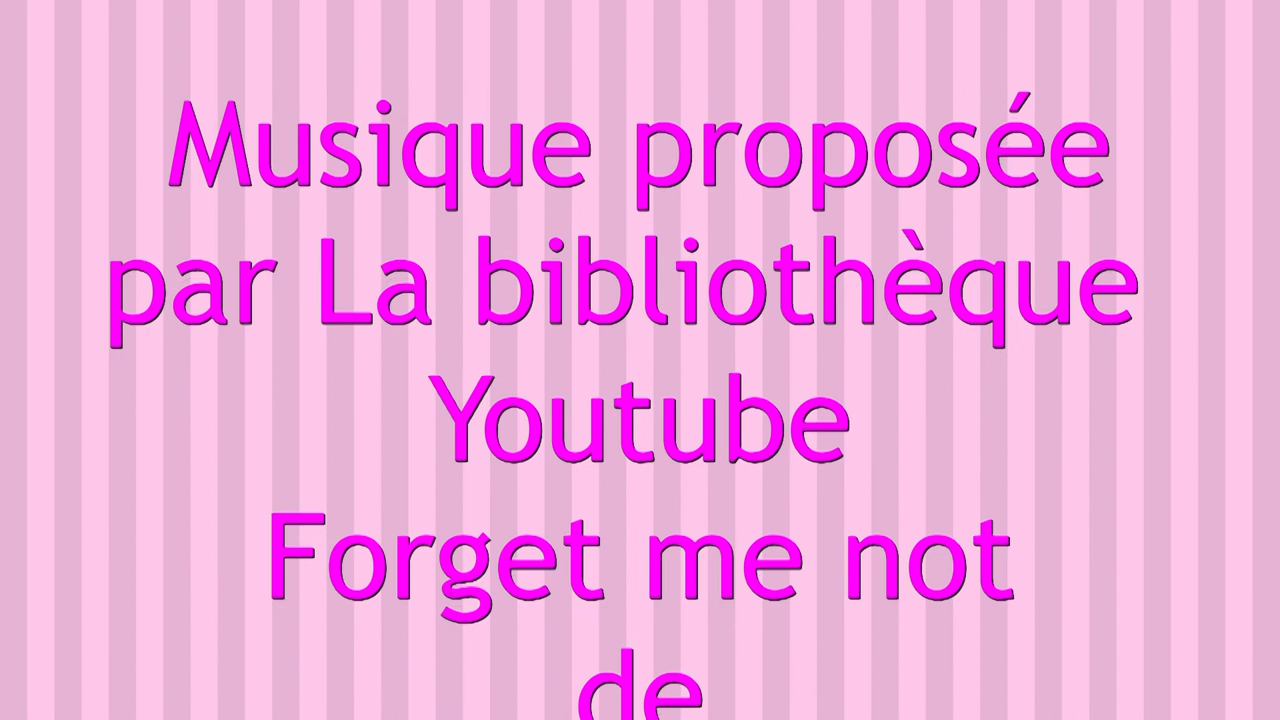 Musique proposée
par La bibliothèque
Youtube
Forget me not
de